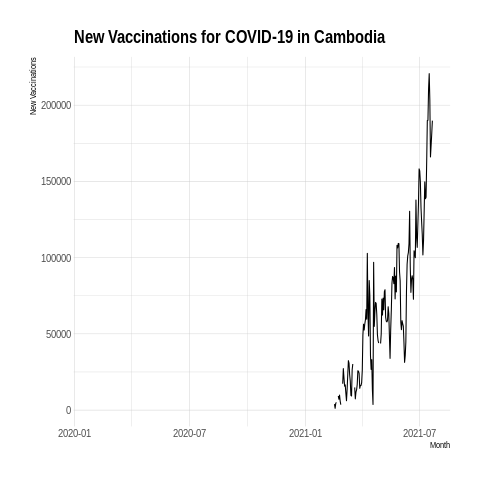 New Vaccinations for COVID-19 in Cambodia
New Vaccinations
200000
150000
100000
50000
0
2020-01 2020-07 2021-01 2021-07
Month